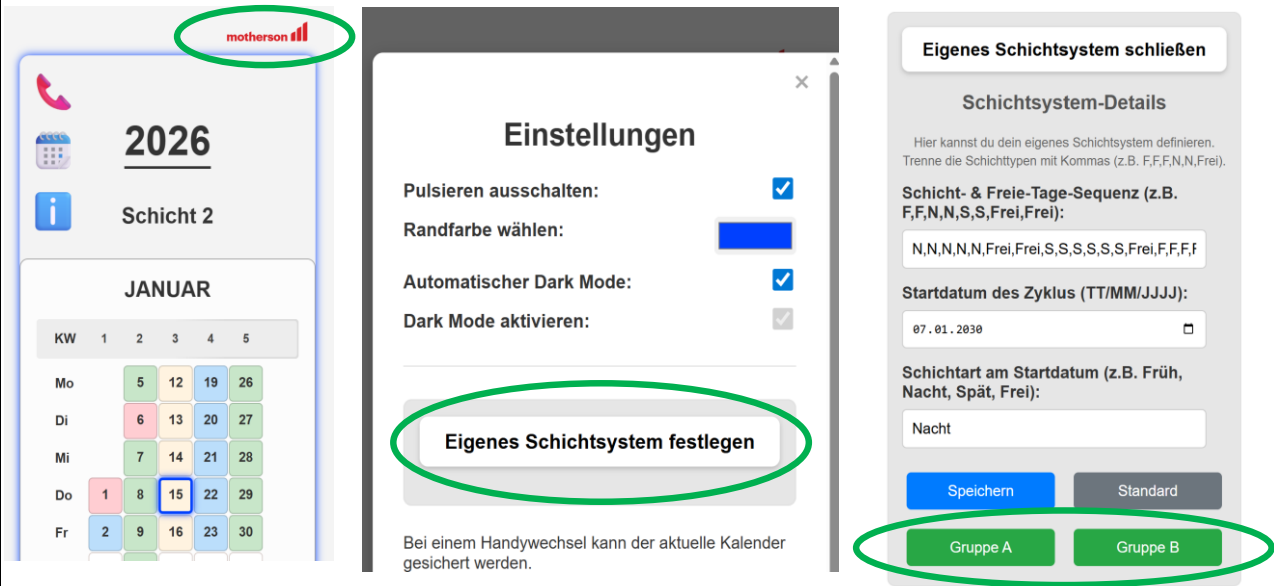 motherson
2026
Schicht 2
JANUAR
KW 1 2 3 4 5
Mo 5 12 19 26
Di 6 13 20 27
Mi 7 14 21 28
Do 1 8 15 22 29
Fr 2 9 16 23 30
×
Einstellungen
Pulsieren ausschalten:
Randfarbe wählen:
Automatischer Dark Mode:
Dark Mode aktivieren:
Eigenes Schichtsystem festlegen
Bei einem Handywechsel kann der aktuelle Kalender
gesichert werden.
Eigenes Schichtsystem schließen
Schichtsystem-Details
Hier kannst du dein eigenes Schichtsystem definieren.
Trenne die Schichttypen mit Kommas (z.B. F,F,F,N,N,Frei).
Schicht- & Freie-Tage-Sequenz (z.B.
F,F,N,N,S,S,Frei,Frei):
N,N,N,N,N,Frei,Frei,S,S,S,S,S,S,Frei,F,F,F,F
Startdatum des Zyklus (TT/MM/JJJJ):
07.01.2030
Schichtart am Startdatum (z.B. Früh,
Nacht, Spät, Frei):
Nacht
Speichern Standard
Gruppe A Gruppe B